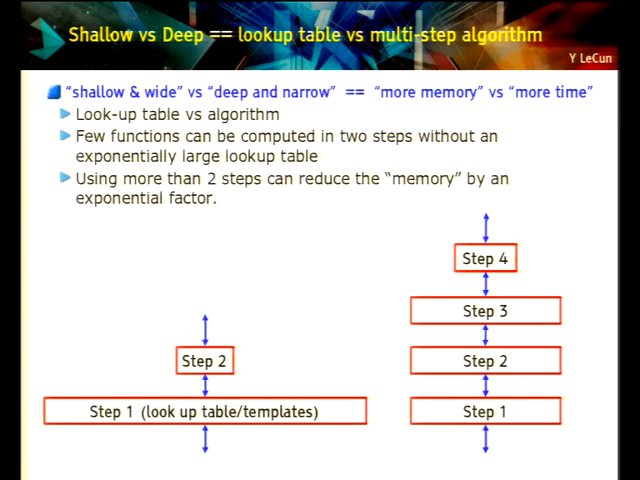 Shallow vs Deep == lookup table vs multi-step algorithm
Y LeCun
“shallow & wide” vs “deep and narrow” == “more memory” vs “more time”
Look-up table vs algorithm
Few functions can be computed in two steps without an
exponentially large lookup table
Using more than 2 steps can reduce the “memory” by an
exponential factor.
Step 4
Step 3
Step 2
Step 2
Step 1 (look up table/templates)
Step 1